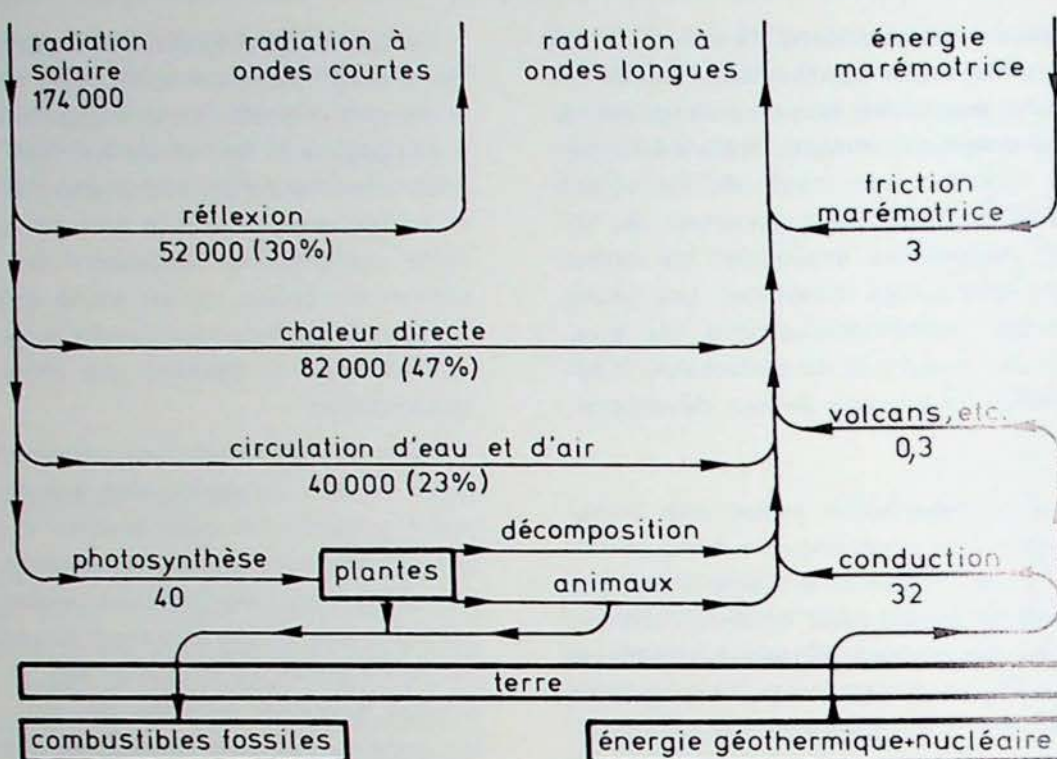 radiation
solaire
174 000
radiation à
ondes courtes
radiation à
ondes longues
énergie
marémotrice
réflexion
52 000 (30%)
friction
marémotrice
3
chaleur directe
82 000 (47%)
volcans, etc.
0,3
circulation d'eau et d'air
40 000 (23%)
décomposition
photosynthèse
40
plantes
animaux
conduction
32
terre
combustibles fossiles
énergie géothermique+nucléaire